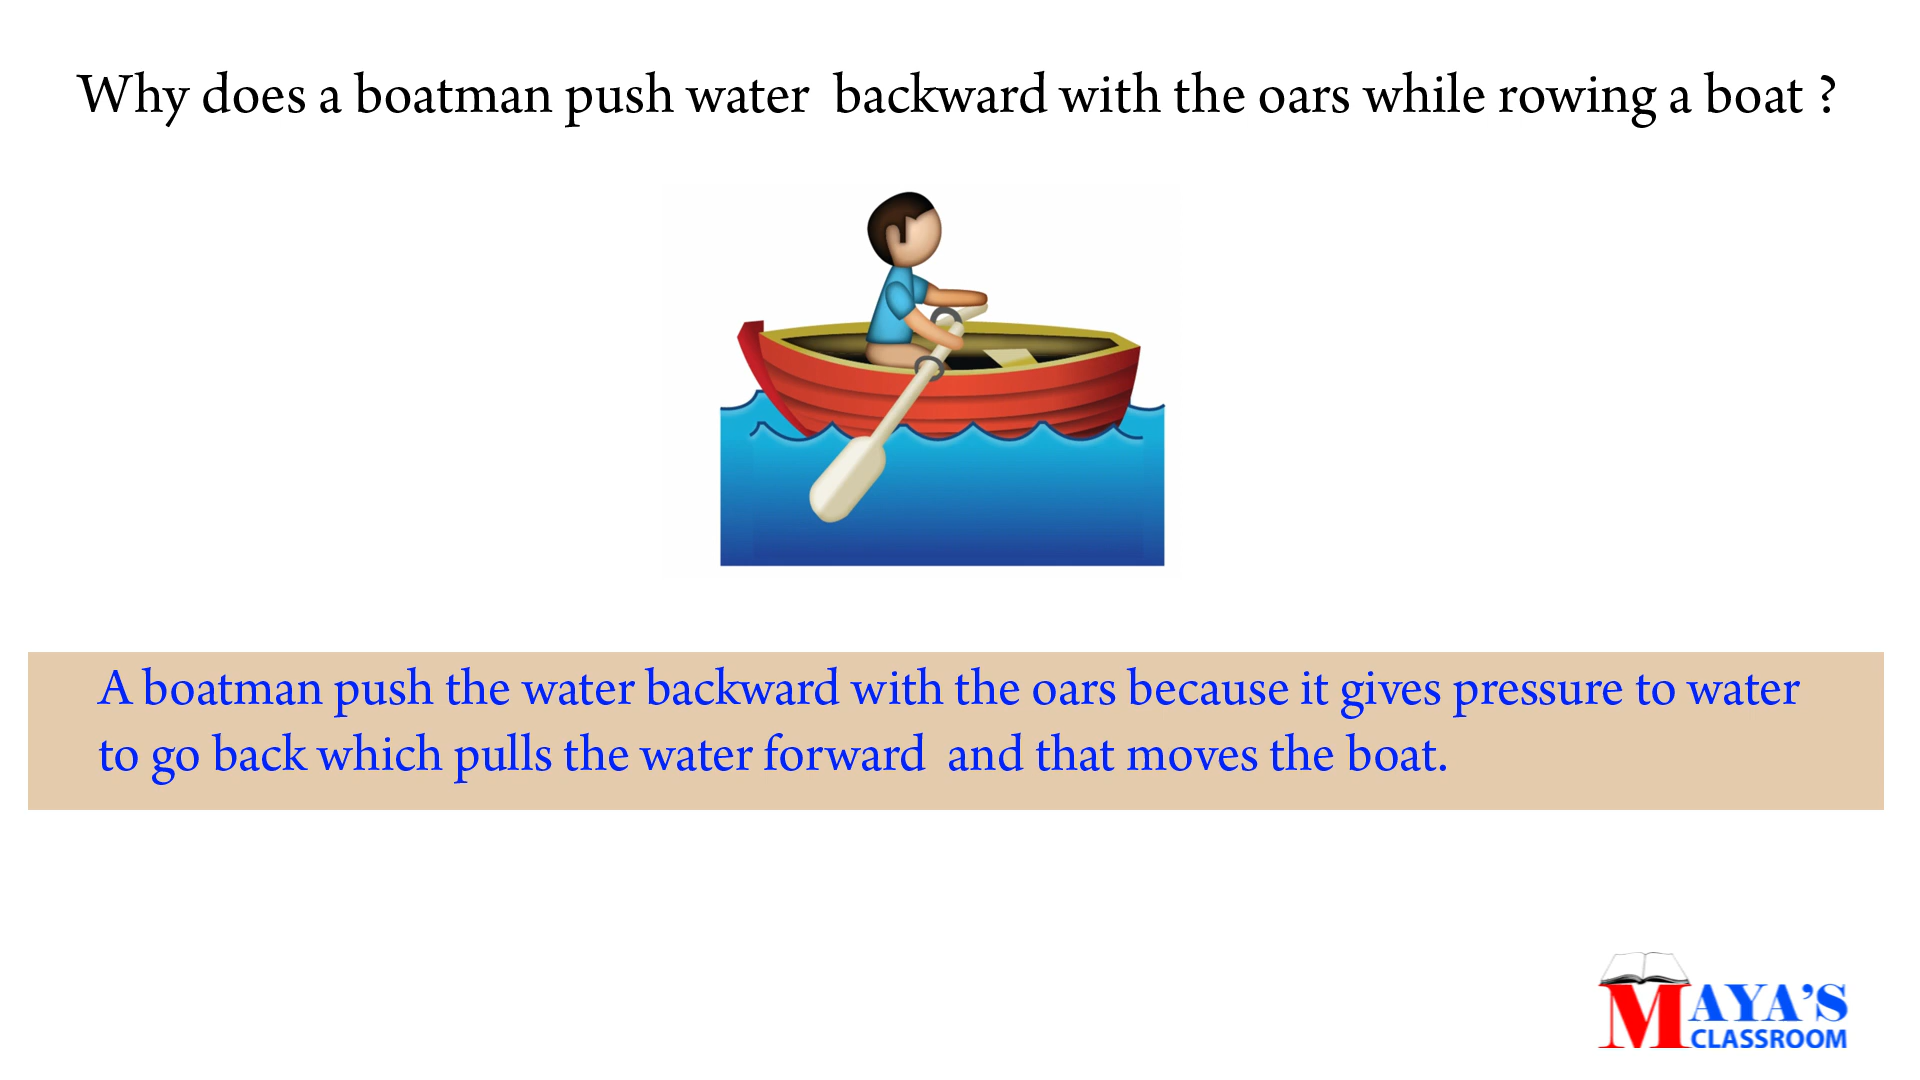 Why does a boatman push water  backward with the oars while rowing a boat ?
A boatman push the water backward with the oars because it gives pressure to water
to go back which pulls the water forward  and that moves the boat.
MAYA'S
CLASSROOM